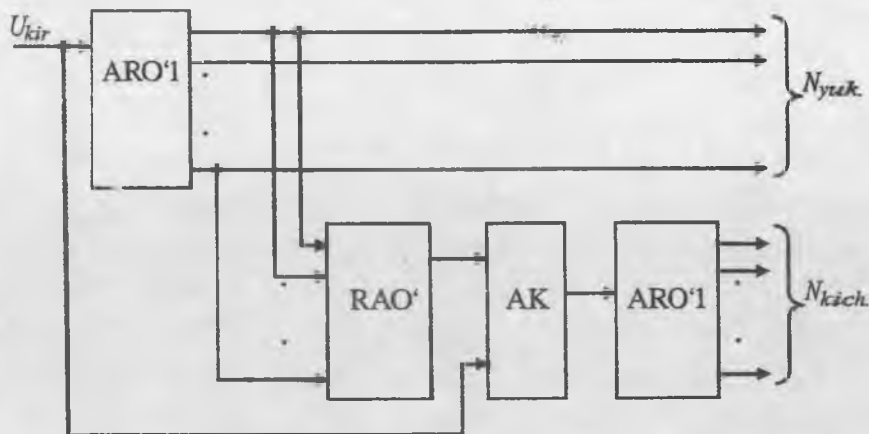 U_kir
ARO‘1
N_yuk.
RAO‘
AK
ARO‘1
N_kich.